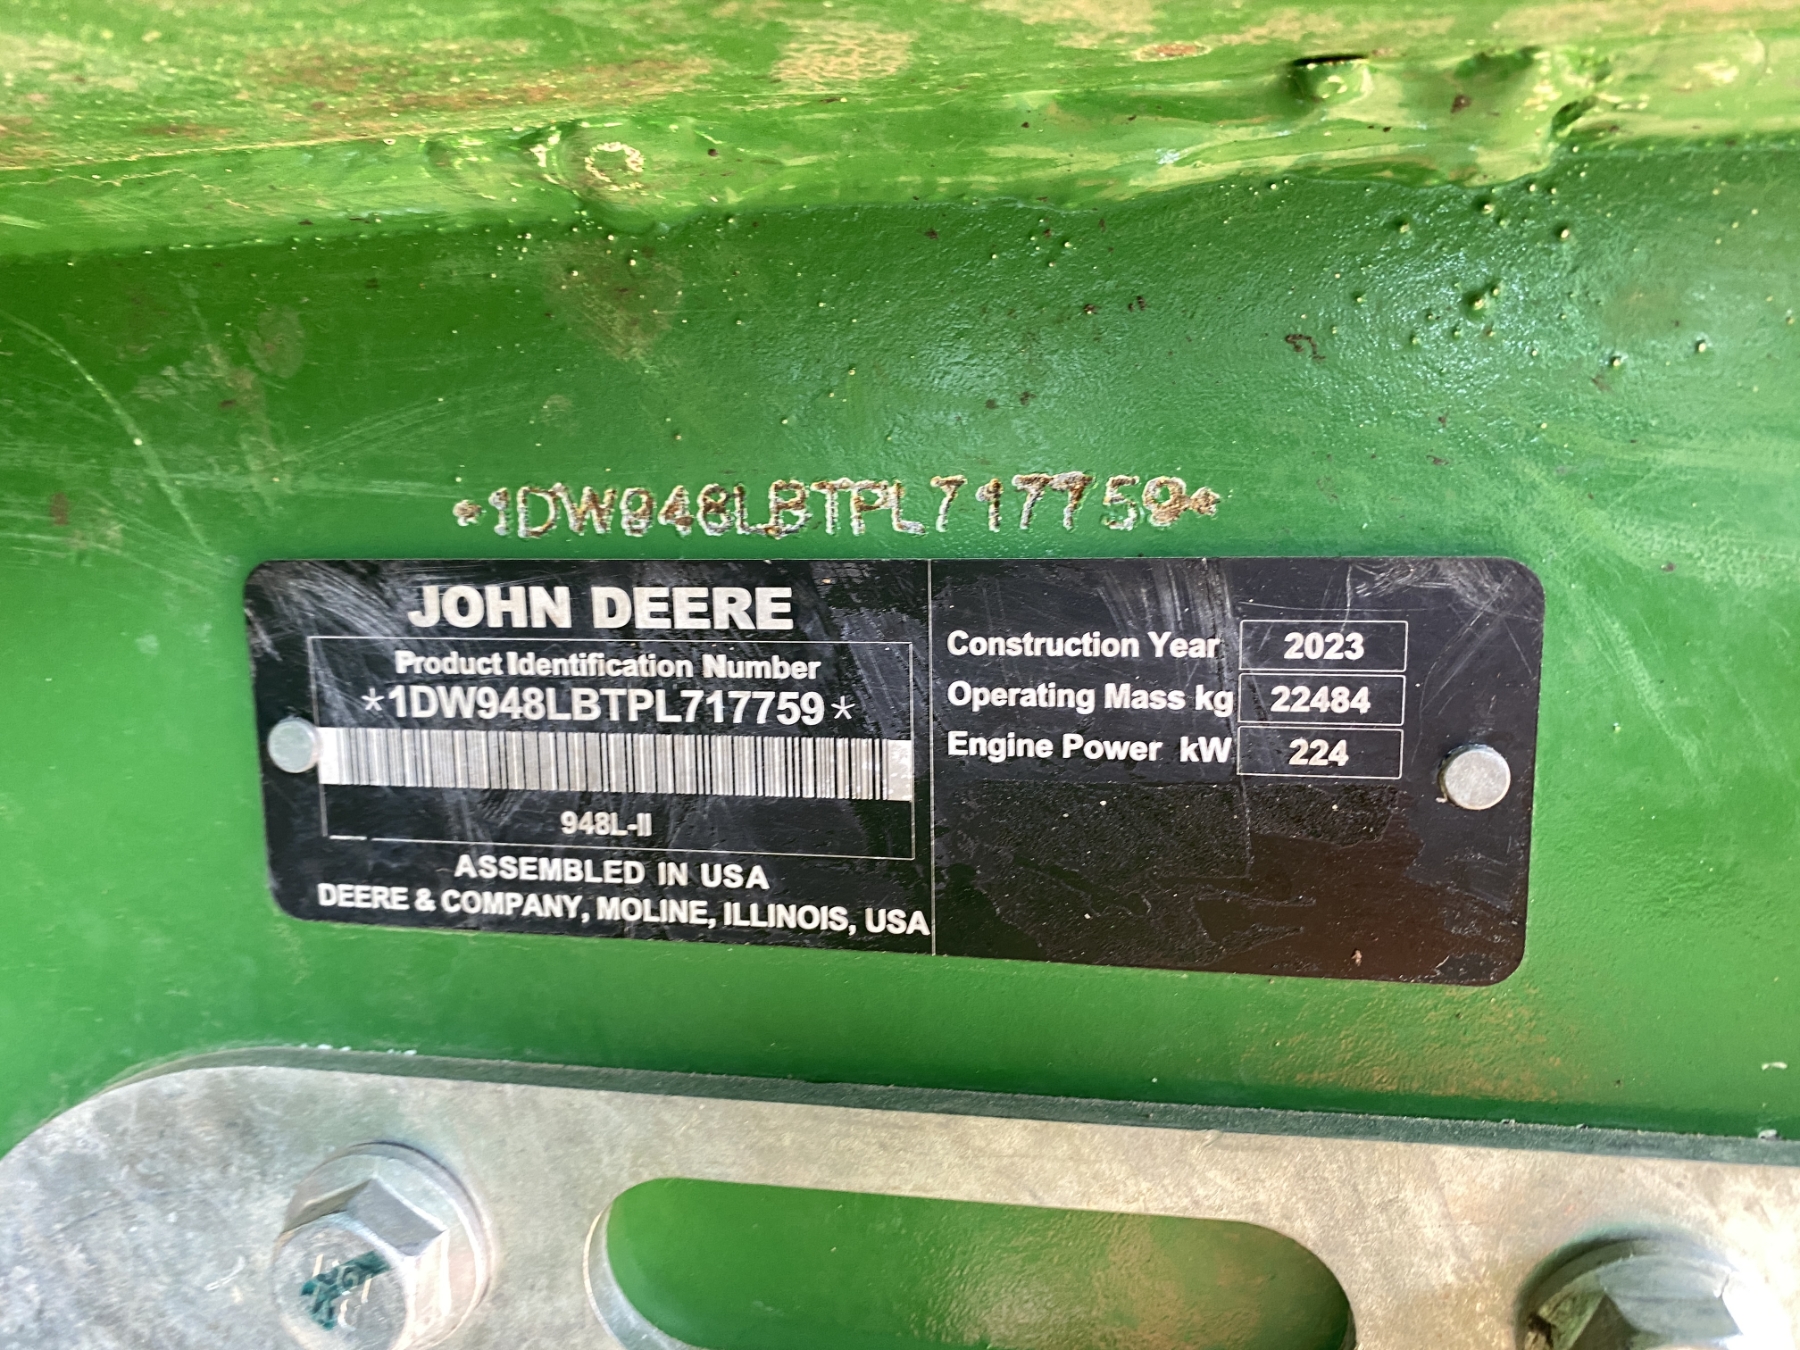 *1DW948LBTPL717759*
JOHN DEERE
Product Identification Number
*1DW948LBTPL717759*
948L-II
ASSEMBLED IN USA
DEERE & COMPANY, MOLINE, ILLINOIS, USA
Construction Year 2023
Operating Mass kg 22484
Engine Power kW 224